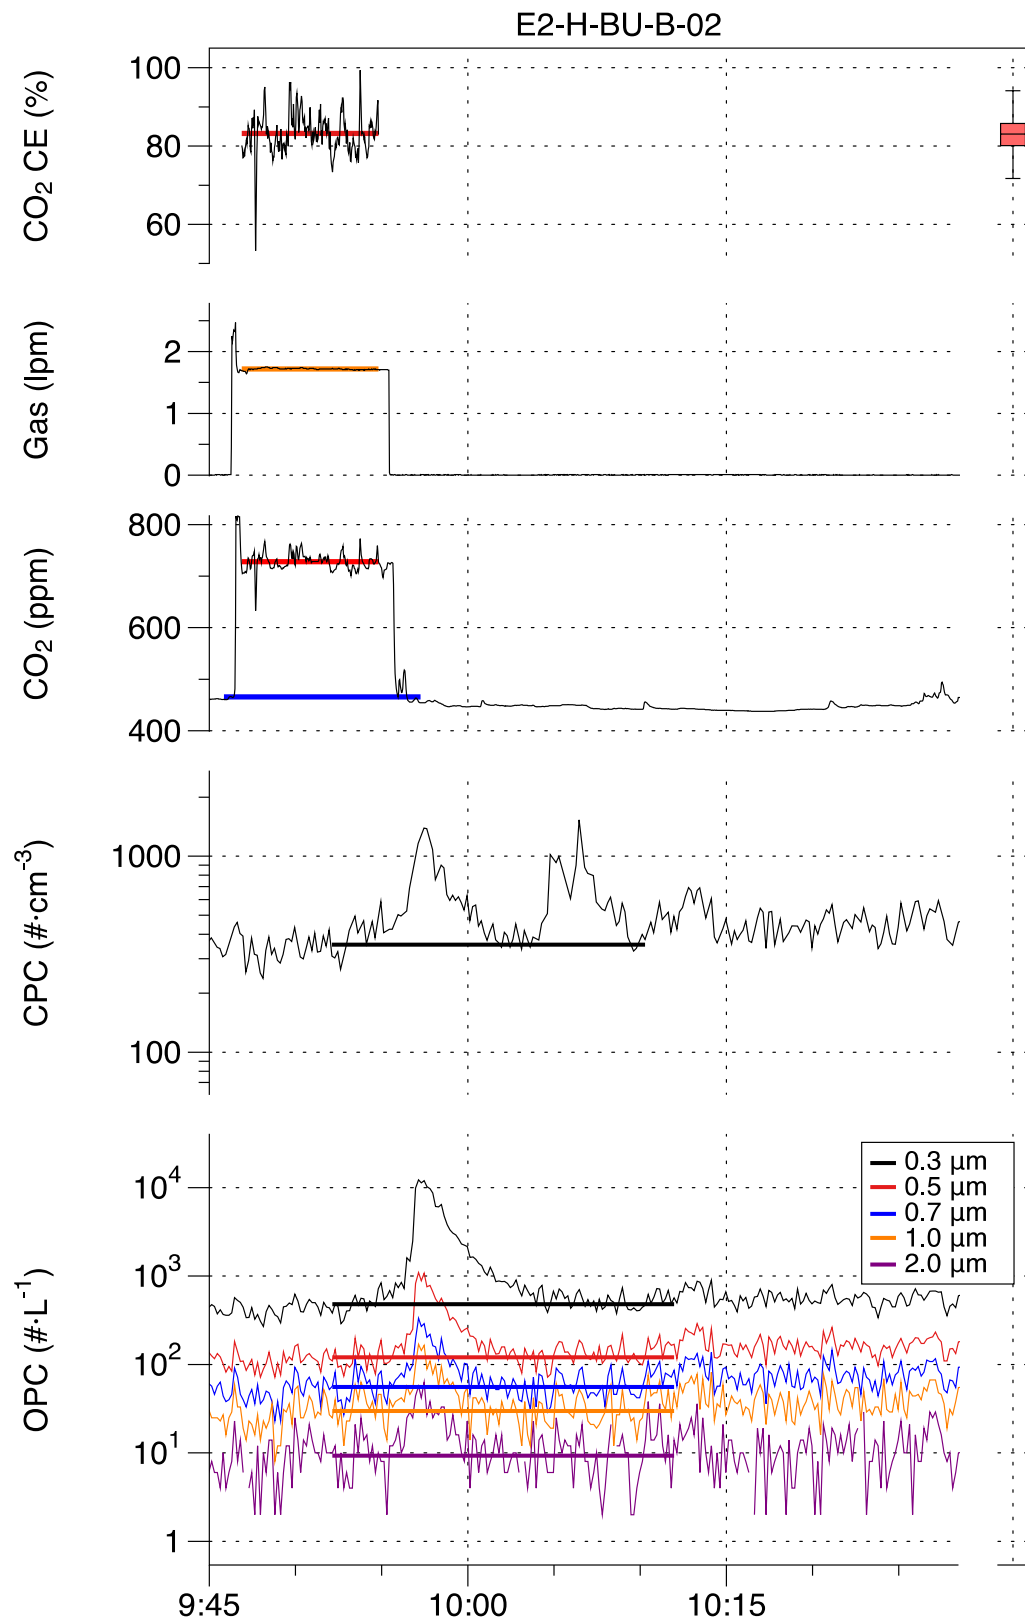 E2-H-BU-B-02
CO₂ CE (%)
100
80
60
Gas (lpm)
2
1
0
CO₂ (ppm)
800
600
400
CPC (#·cm⁻³)
1000
100
OPC (#·L⁻¹)
10⁴
10³
10²
10¹
1
0.3 µm
0.5 µm
0.7 µm
1.0 µm
2.0 µm
9:45
10:00
10:15